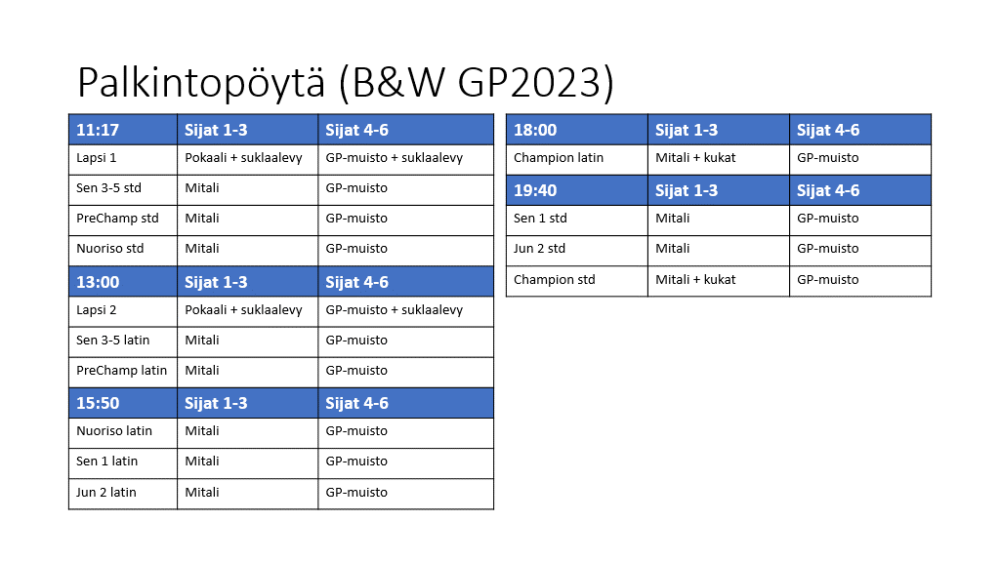 Palkintopöytä (B&W GP2023)
11:17 Sijat 1-3 Sijat 4-6
Lapsi 1 Pokaali + suklaalevy GP-muisto + suklaalevy
Sen 3-5 std Mitali GP-muisto
PreChamp std Mitali GP-muisto
Nuoriso std Mitali GP-muisto
13:00 Sijat 1-3 Sijat 4-6
Lapsi 2 Pokaali + suklaalevy GP-muisto + suklaalevy
Sen 3-5 latin Mitali GP-muisto
PreChamp latin Mitali GP-muisto
15:50 Sijat 1-3 Sijat 4-6
Nuoriso latin Mitali GP-muisto
Sen 1 latin Mitali GP-muisto
Jun 2 latin Mitali GP-muisto
18:00 Sijat 1-3 Sijat 4-6
Champion latin Mitali + kukat GP-muisto
19:40 Sijat 1-3 Sijat 4-6
Sen 1 std Mitali GP-muisto
Jun 2 std Mitali GP-muisto
Champion std Mitali + kukat GP-muisto